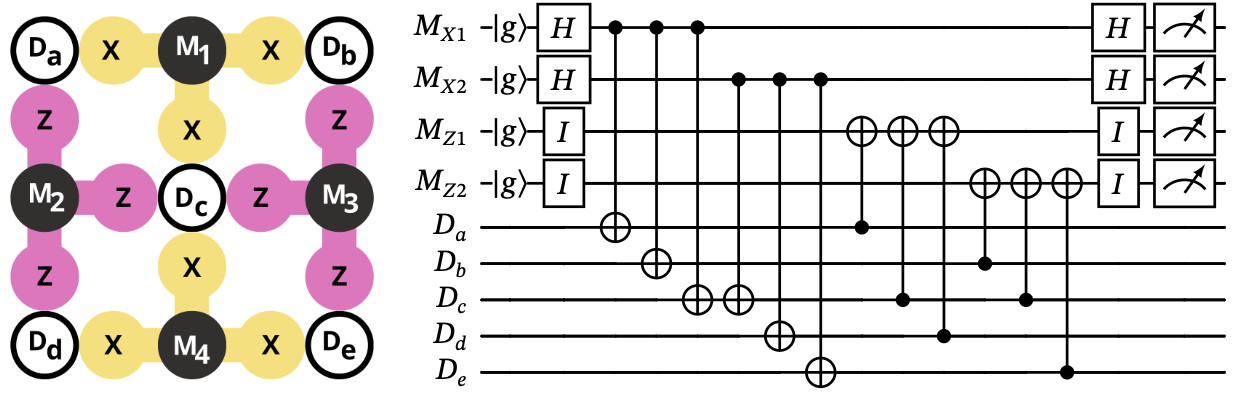 Da X M1 X Db
Z X Z
M2 Z Dc Z M3
Z X Z
Dd X M4 X De
MX1 |g⟩ H H
MX2 |g⟩ H H
MZ1 |g⟩ I I
MZ2 |g⟩ I I
Da
Db
Dc
Dd
De